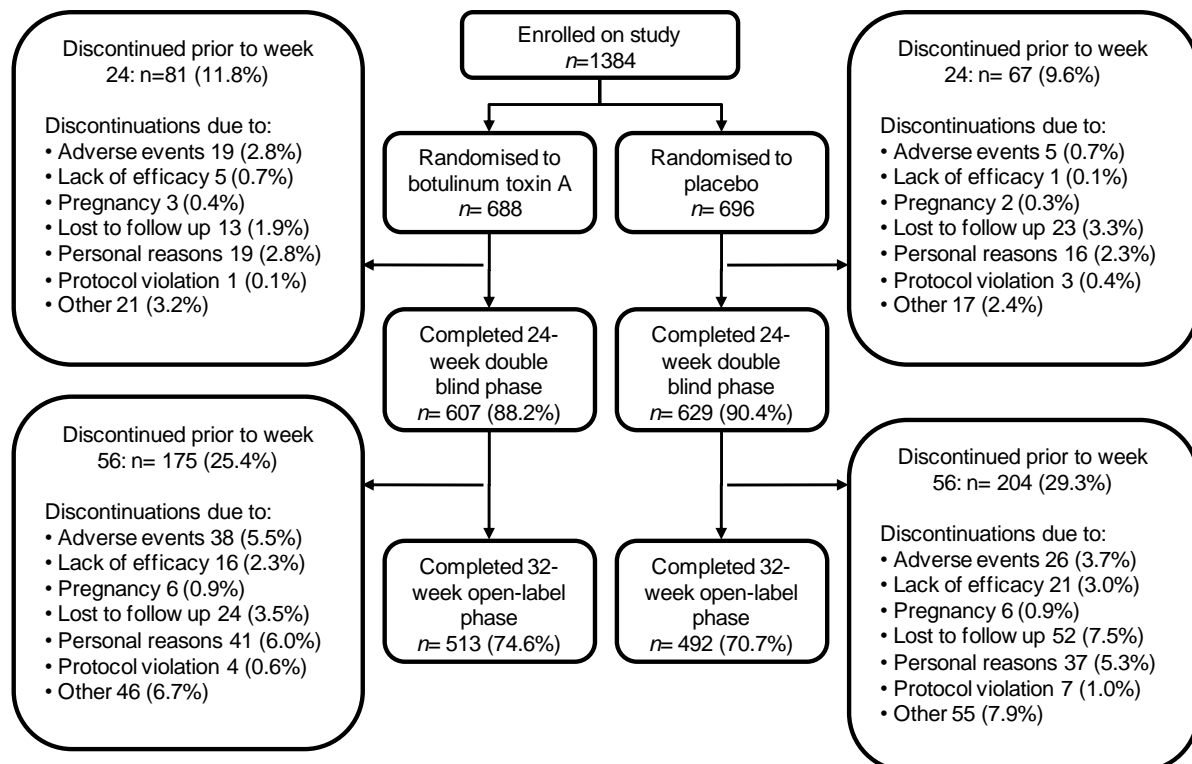 Enrolled on study
n=1384
Discontinued prior to week
24: n=81 (11.8%)
Discontinuations due to:
• Adverse events 19 (2.8%)
• Lack of efficacy 5 (0.7%)
• Pregnancy 3 (0.4%)
• Lost to follow up 13 (1.9%)
• Personal reasons 19 (2.8%)
• Protocol violation 1 (0.1%)
• Other 21 (3.2%)
Randomised to
botulinum toxin A
n= 688
Randomised to
placebo
n= 696
Discontinued prior to week
24: n= 67 (9.6%)
Discontinuations due to:
• Adverse events 5 (0.7%)
• Lack of efficacy 1 (0.1%)
• Pregnancy 2 (0.3%)
• Lost to follow up 23 (3.3%)
• Personal reasons 16 (2.3%)
• Protocol violation 3 (0.4%)
• Other 17 (2.4%)
Completed 24-
week double
blind phase
n= 607 (88.2%)
Completed 24-
week double
blind phase
n= 629 (90.4%)
Discontinued prior to week
56: n= 175 (25.4%)
Discontinuations due to:
• Adverse events 38 (5.5%)
• Lack of efficacy 16 (2.3%)
• Pregnancy 6 (0.9%)
• Lost to follow up 24 (3.5%)
• Personal reasons 41 (6.0%)
• Protocol violation 4 (0.6%)
• Other 46 (6.7%)
Completed 32-
week open-label
phase
n= 513 (74.6%)
Completed 32-
week open-label
phase
n= 492 (70.7%)
Discontinued prior to week
56: n= 204 (29.3%)
Discontinuations due to:
• Adverse events 26 (3.7%)
• Lack of efficacy 21 (3.0%)
• Pregnancy 6 (0.9%)
• Lost to follow up 52 (7.5%)
• Personal reasons 37 (5.3%)
• Protocol violation 7 (1.0%)
• Other 55 (7.9%)